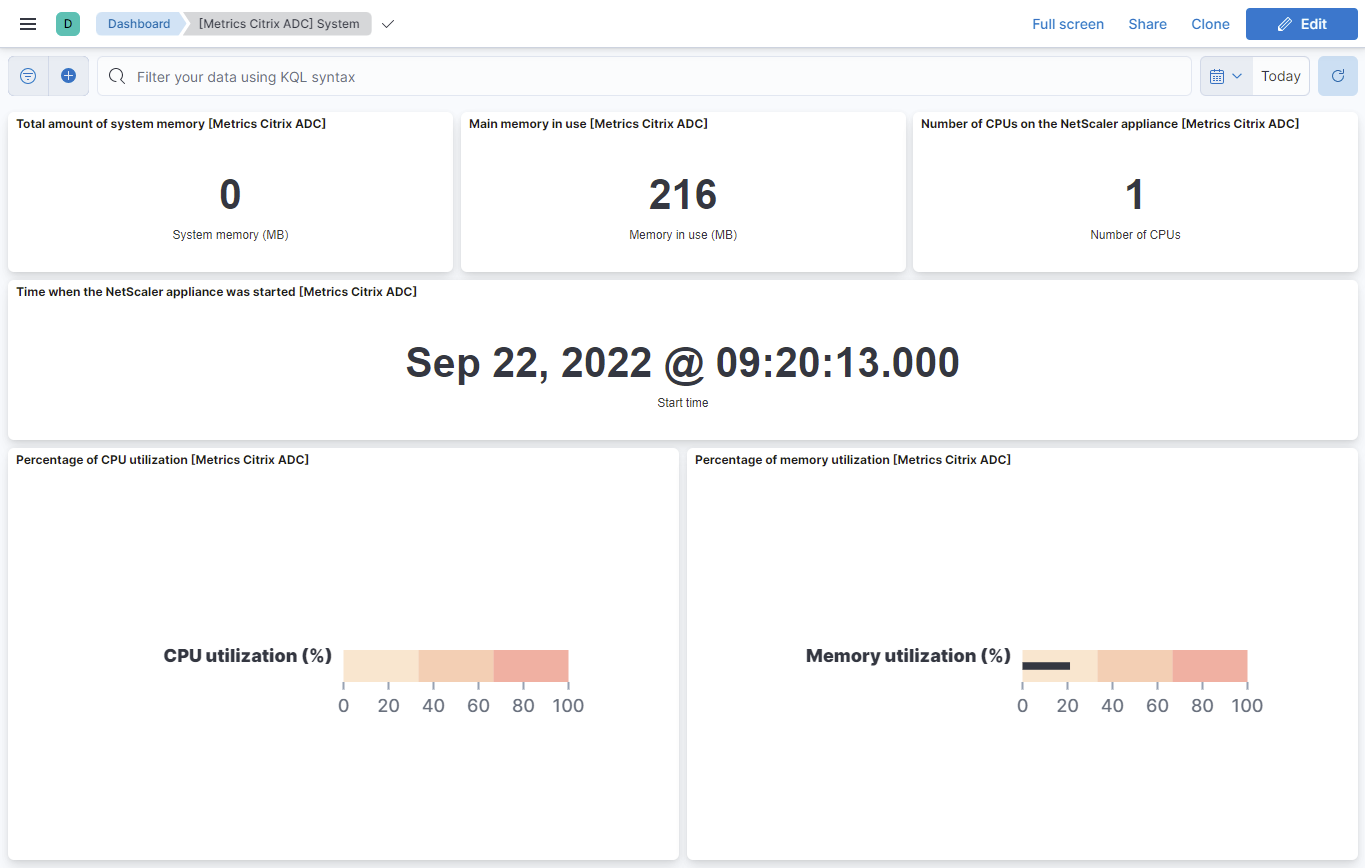 D Dashboard [Metrics Citrix ADC] System Full screen Share Clone Edit
Filter your data using KQL syntax Today
Total amount of system memory [Metrics Citrix ADC]
0
System memory (MB)
Main memory in use [Metrics Citrix ADC]
216
Memory in use (MB)
Number of CPUs on the NetScaler appliance [Metrics Citrix ADC]
1
Number of CPUs
Time when the NetScaler appliance was started [Metrics Citrix ADC]
Sep 22, 2022 @ 09:20:13.000
Start time
Percentage of CPU utilization [Metrics Citrix ADC]
CPU utilization (%)
0 20 40 60 80 100
Percentage of memory utilization [Metrics Citrix ADC]
Memory utilization (%)
0 20 40 60 80 100